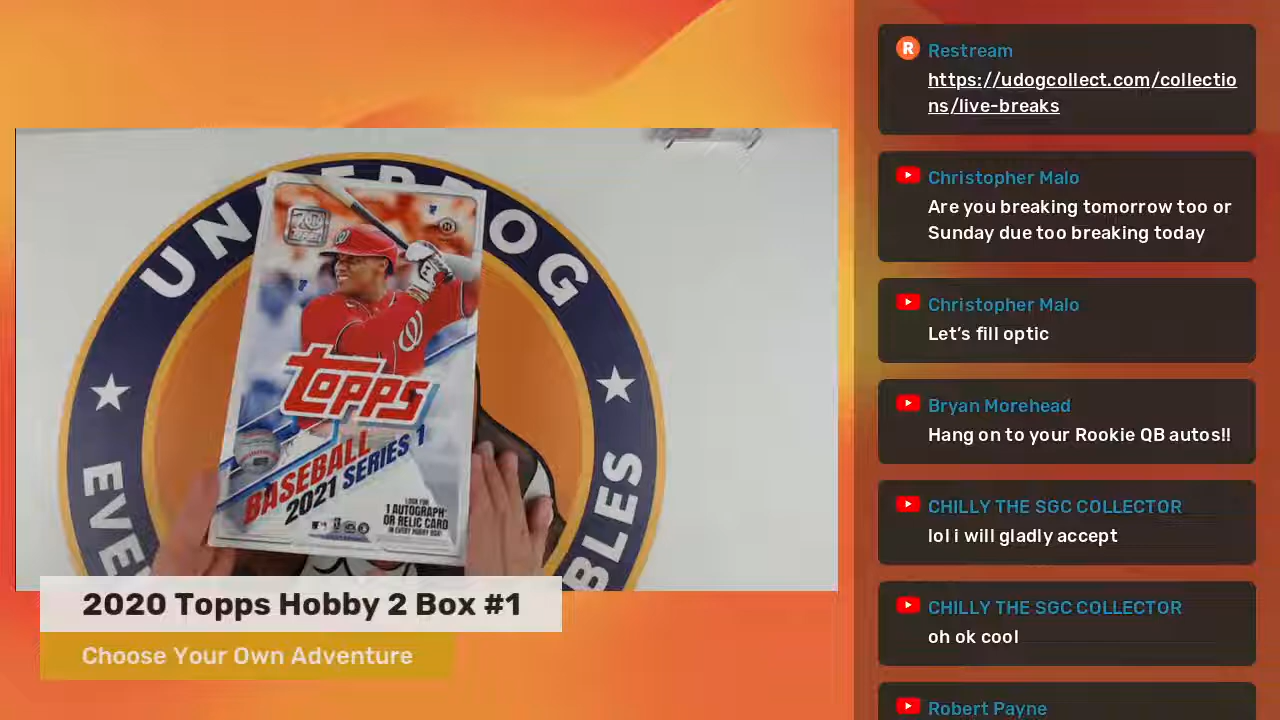 UNDERDOG
EVE
BLES
TOPPS
BASEBALL
2021 SERIES 1
LOOK FOR
1 AUTOGRAPH
OR RELIC CARD
IN EVERY HOBBY BOX!
2020 Topps Hobby 2 Box #1
Choose Your Own Adventure
R
Restream
https://udogcollect.com/collectio
ns/live-breaks
Christopher Malo
Are you breaking tomorrow too or
Sunday due too breaking today
Christopher Malo
Let’s fill optic
Bryan Morehead
Hang on to your Rookie QB autos!!
CHILLY THE SGC COLLECTOR
lol i will gladly accept
CHILLY THE SGC COLLECTOR
oh ok cool
Robert Payne